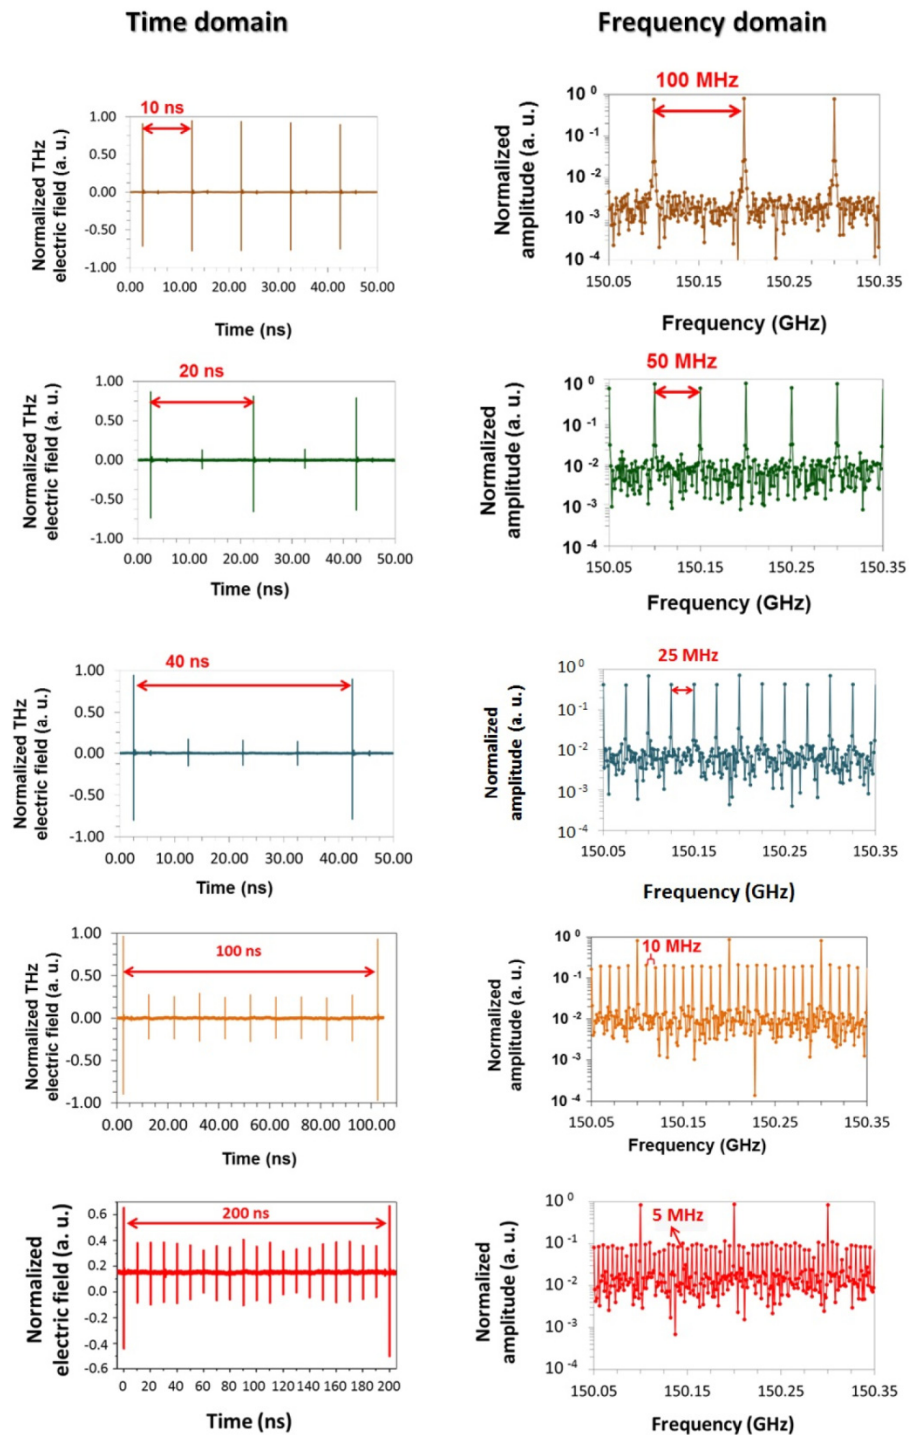 Time domain
Frequency domain
Normalized THz
electric field (a. u.)
1.00
0.50
0.00
-0.50
-1.00
10 ns
0.00 10.00 20.00 30.00 40.00 50.00
Time (ns)
Normalized
amplitude (a. u.)
10 0
10 -1
10 -2
10 -3
10 -4
100 MHz
150.05 150.15 150.25 150.35
Frequency (GHz)
Normalized THz
electric field (a. u.)
1.00
0.50
0.00
-0.50
-1.00
20 ns
0.00 10.00 20.00 30.00 40.00 50.00
Time (ns)
Normalized
amplitude (a. u.)
10 0
10 -1
10 -2
10 -3
10 -4
50 MHz
150.05 150.15 150.25 150.35
Frequency (GHz)
Normalized THz
electric field (a. u.)
1.00
0.50
0.00
-0.50
-1.00
40 ns
0.00 10.00 20.00 30.00 40.00 50.00
Time (ns)
Normalized
amplitude (a. u.)
10 0
10 -1
10 -2
10 -3
10 -4
25 MHz
150.05 150.15 150.25 150.35
Frequency (GHz)
Normalized THz
electric field (a. u.)
1.00
0.50
0.00
-0.50
-1.00
100 ns
0.00 20.00 40.00 60.00 80.00 100.00
Time (ns)
Normalized
amplitude (a. u.)
10 0
10 -1
10 -2
10 -3
10 -4
10 MHz
150.05 150.15 150.25 150.35
Frequency (GHz)
Normalized
electric field (a. u.)
0.6
0.4
0.2
0.0
-0.2
-0.4
-0.6
200 ns
0 20 40 60 80 100 120 140 160 180 200
Time (ns)
Normalized
amplitude (a. u.)
10 0
10 -1
10 -2
10 -3
10 -4
5 MHz
150.05 150.15 150.25 150.35
Frequency (GHz)